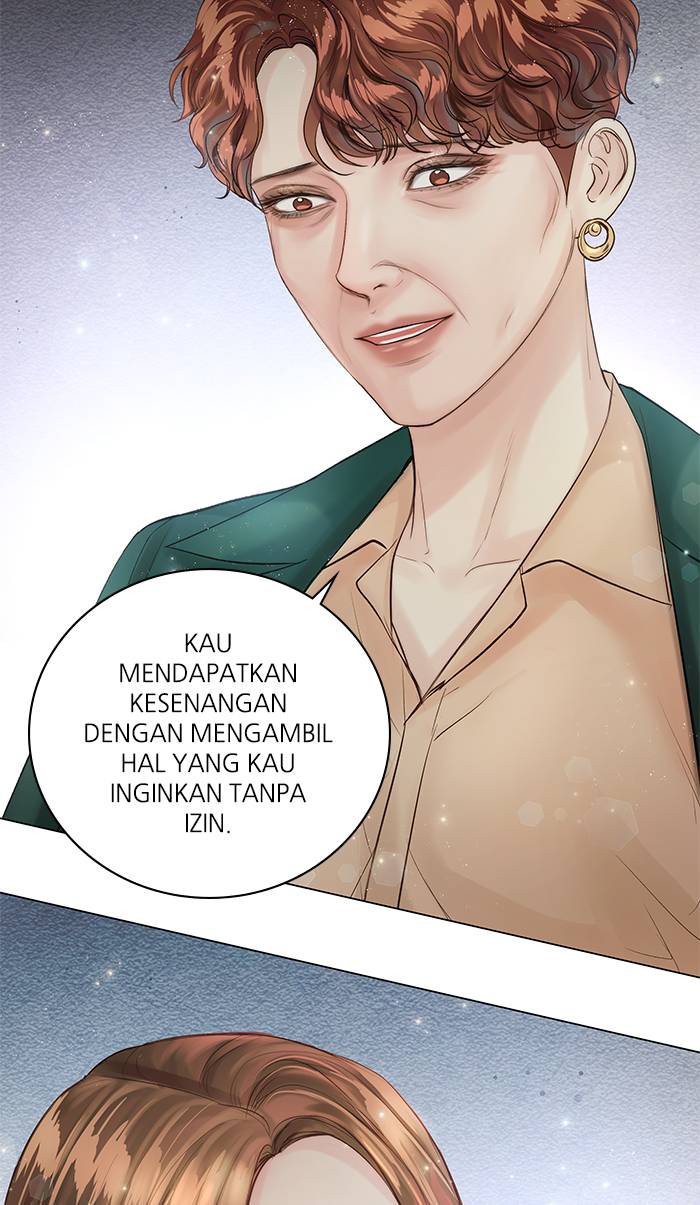 KAU
MENDAPATKAN
KESENANGAN
DENGAN MENGAMBIL
HAL YANG KAU
INGINKAN TANPA
IZIN.